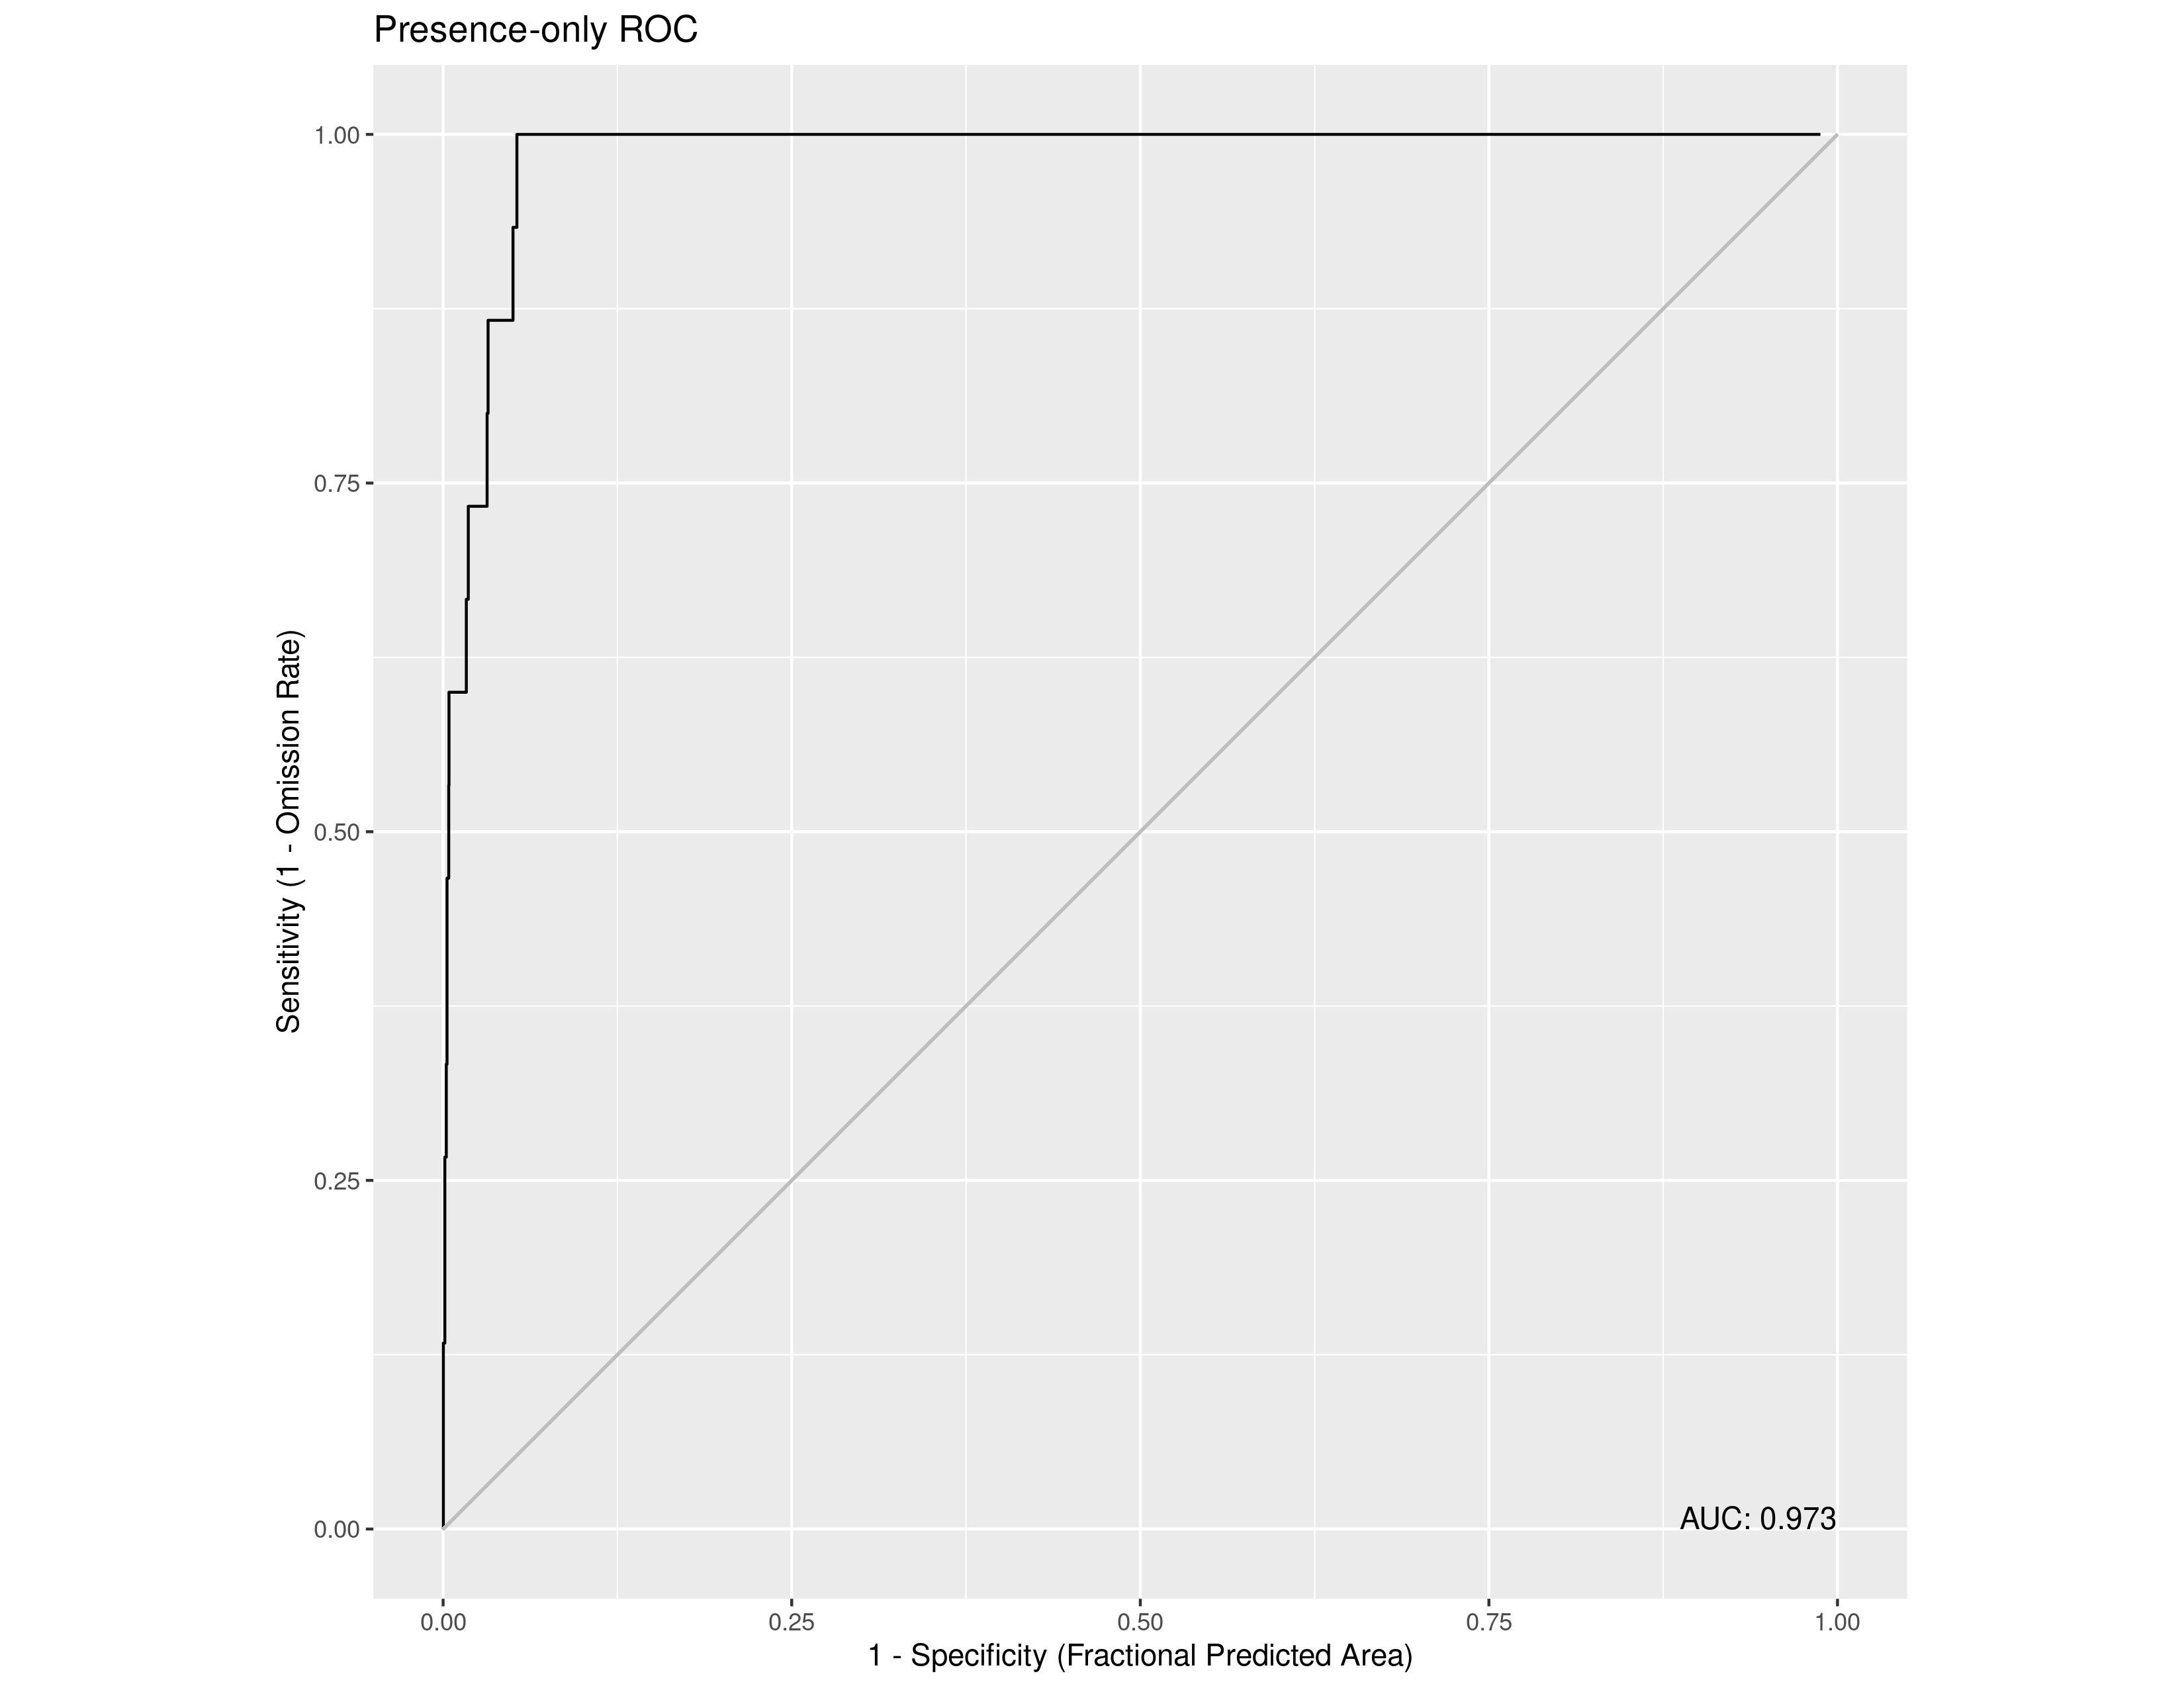 Presence-only ROC
1.00
0.75
0.50
0.25
0.00
Sensitivity (1 - Omission Rate)
AUC: 0.973
0.00 0.25 0.50 0.75 1.00
1 - Specificity (Fractional Predicted Area)